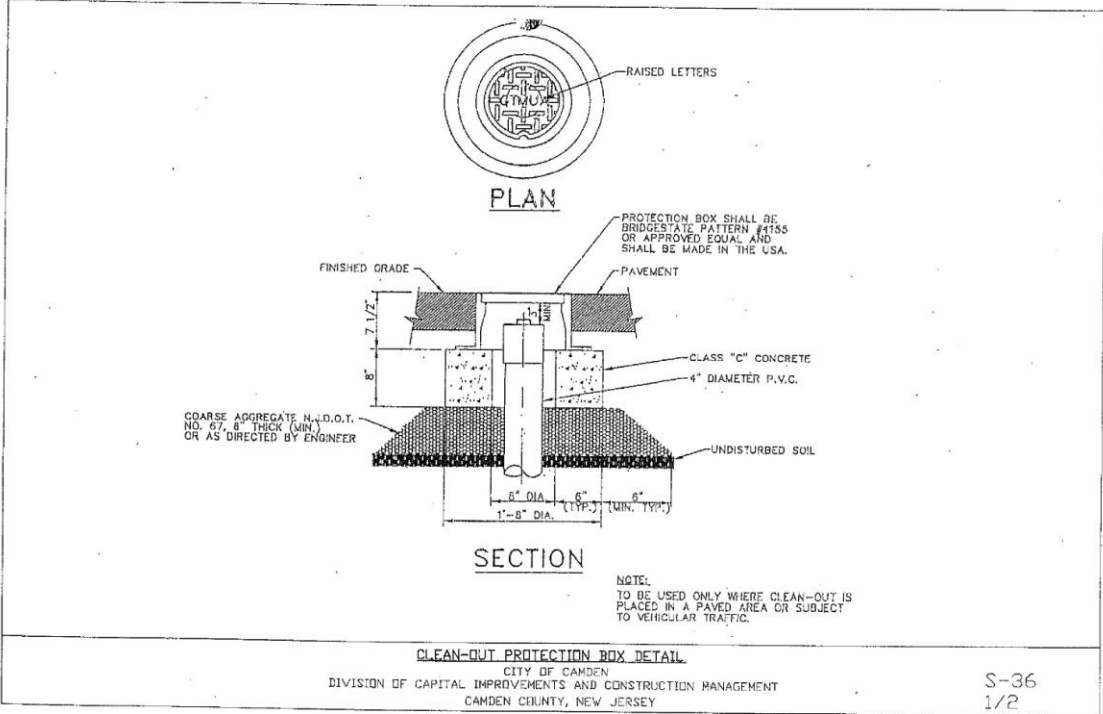 RAISED LETTERS
GTMUA
PLAN
PROTECTION BOX SHALL BE
BRIDGESTATE PATTERN #4155
OR APPROVED EQUAL AND
SHALL BE MADE IN THE USA.
FINISHED GRADE
PAVEMENT
7 1/2"
3"
MIN
8"
CLASS "C" CONCRETE
4" DIAMETER P.V.C.
COARSE AGGREGATE N.J.D.O.T.
NO. 67, 8" THICK (MIN.)
OR AS DIRECTED BY ENGINEER
UNDISTURBED SOIL
8" DIA
6"
(TYP.)
6"
(MIN. TYP.)
1'-8" DIA.
SECTION
NOTE:
TO BE USED ONLY WHERE CLEAN-OUT IS
PLACED IN A PAVED AREA OR SUBJECT
TO VEHICULAR TRAFFIC.
CLEAN-OUT PROTECTION BOX DETAIL
CITY OF CAMDEN
DIVISION OF CAPITAL IMPROVEMENTS AND CONSTRUCTION MANAGEMENT
CAMDEN COUNTY, NEW JERSEY
S-36
1/2